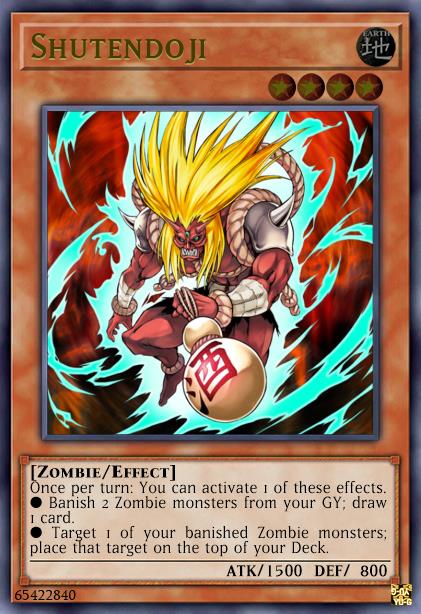 Shutendoji
EARTH
地
酒
[Zombie/Effect]
Once per turn: You can activate 1 of these effects.
● Banish 2 Zombie monsters from your GY; draw
1 card.
● Target 1 of your banished Zombie monsters;
place that target on the top of your Deck.
ATK/1500 DEF/ 800
65422840